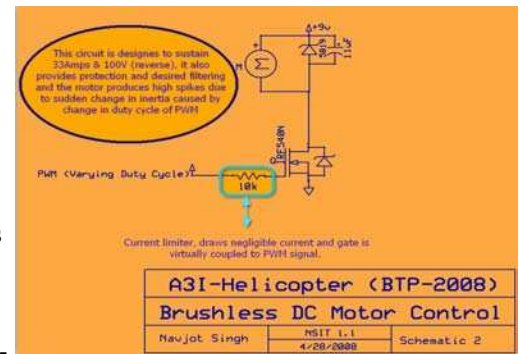 This circuit is designes to sustain
33Amps & 100V (reverse), it also
provides protection and desired filtering
and the motor produces high spikes due
to sudden change in inertia caused by
change in duty cycle of PWM
+9v
M
Σ
5819
11uF
IRF540N
PWM (Varying Duty Cycle)
10k
Current limiter, draws negligible current and gate is
virtually coupled to PWM signal.
A3I-Helicopter (BTP-2008)
Brushless DC Motor Control
Navjot Singh
NSIT 1.1
4/28/2008
Schematic 2